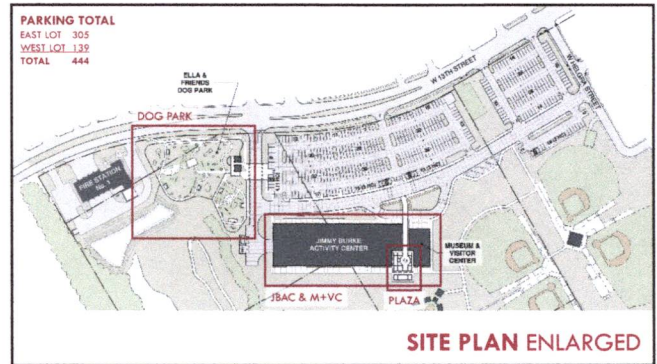 PARKING TOTAL
EAST LOT 305
WEST LOT 139
TOTAL 444
ELLA &
FRIENDS
DOG PARK
W 13TH STREET
DOG PARK
FIRE STATION
No. 1
JIMMY BURKE
ACTIVITY CENTER
MUSEUM &
VISITOR
CENTER
JBAC & M+VC
PLAZA
SITE PLAN ENLARGED